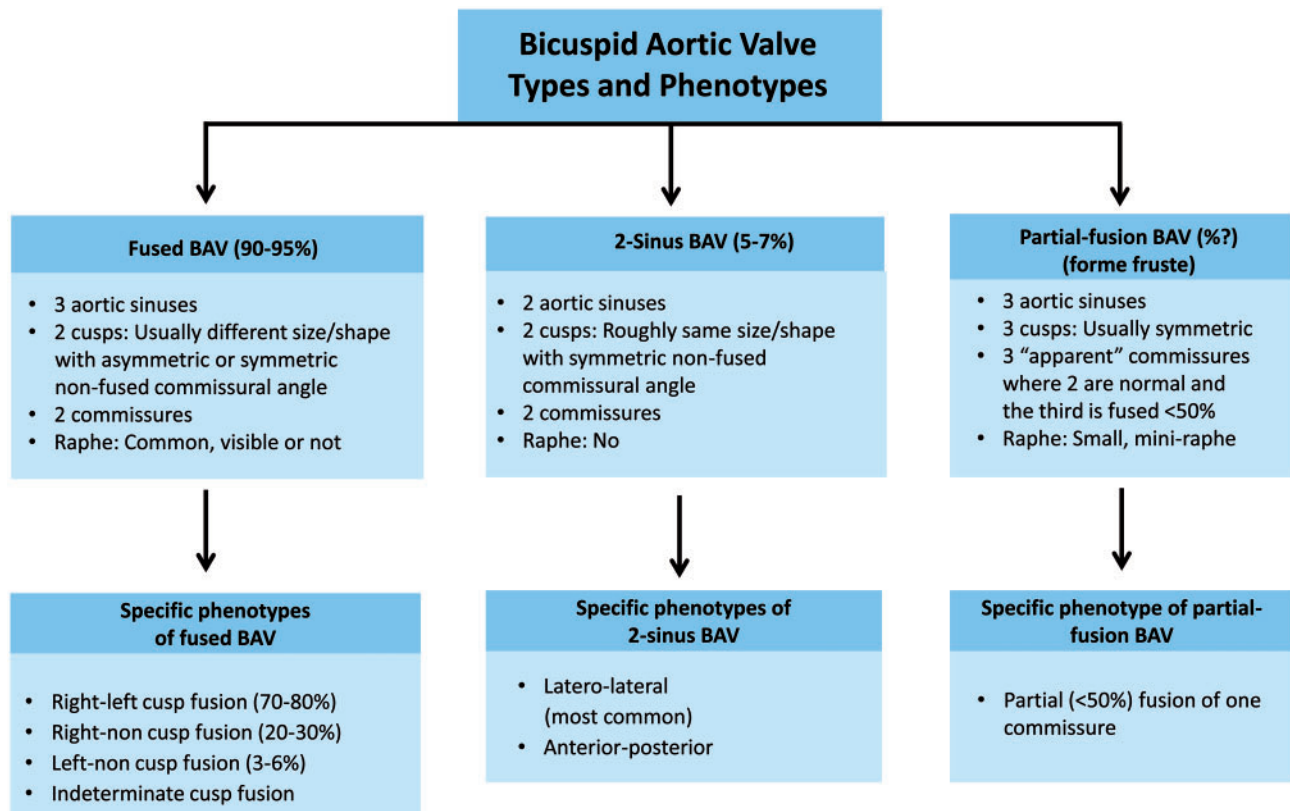 Bicuspid Aortic Valve
Types and Phenotypes
Fused BAV (90-95%)
• 3 aortic sinuses
• 2 cusps: Usually different size/shape
with asymmetric or symmetric
non-fused commissural angle
• 2 commissures
• Raphe: Common, visible or not
2-Sinus BAV (5-7%)
• 2 aortic sinuses
• 2 cusps: Roughly same size/shape
with symmetric non-fused
commissural angle
• 2 commissures
• Raphe: No
Partial-fusion BAV (%?)
(forme fruste)
• 3 aortic sinuses
• 3 cusps: Usually symmetric
• 3 “apparent” commissures
where 2 are normal and
the third is fused <50%
• Raphe: Small, mini-raphe
Specific phenotypes
of fused BAV
• Right-left cusp fusion (70-80%)
• Right-non cusp fusion (20-30%)
• Left-non cusp fusion (3-6%)
• Indeterminate cusp fusion
Specific phenotypes of
2-sinus BAV
• Latero-lateral
(most common)
• Anterior-posterior
Specific phenotype of partial-
fusion BAV
• Partial (<50%) fusion of one
commissure